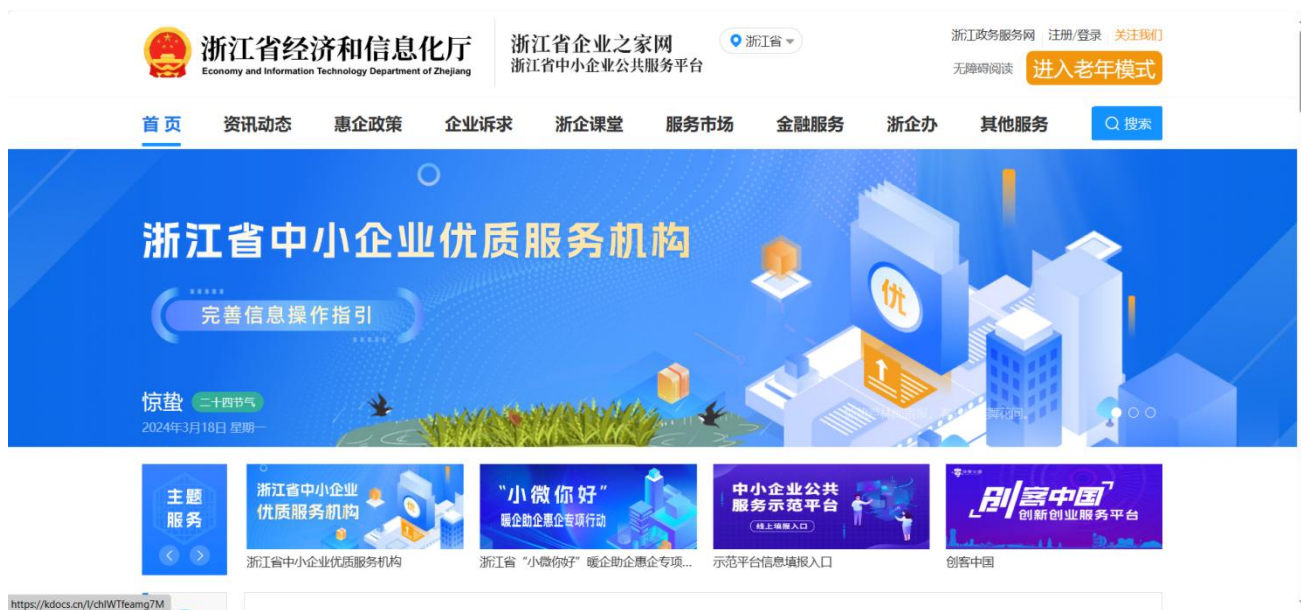 浙江省经济和信息化厅
Economy and Information Technology Department of Zhejiang
浙江省企业之家网
浙江省中小企业公共服务平台
浙江省
浙江政务服务网 注册/登录 关注我们
无障碍阅读 进入老年模式
首页 资讯动态 惠企政策 企业诉求 浙企课堂 服务市场 金融服务 浙企办 其他服务 搜索
浙江省中小企业优质服务机构
完善信息操作指引
优
惊蛰 二十四节气
2024年3月18日 星期一
主题
服务
浙江省中小企业
优质服务机构
浙江省中小企业优质服务机构
“小微你好”
暖企助企惠企专项行动
浙江省“小微你好”暖企助企惠企专项...
中小企业公共
服务示范平台
线上填报入口
示范平台信息填报入口
创客中国
创新创业服务平台
创客中国
https://kdocs.cn/l/chlWTfeamg7M